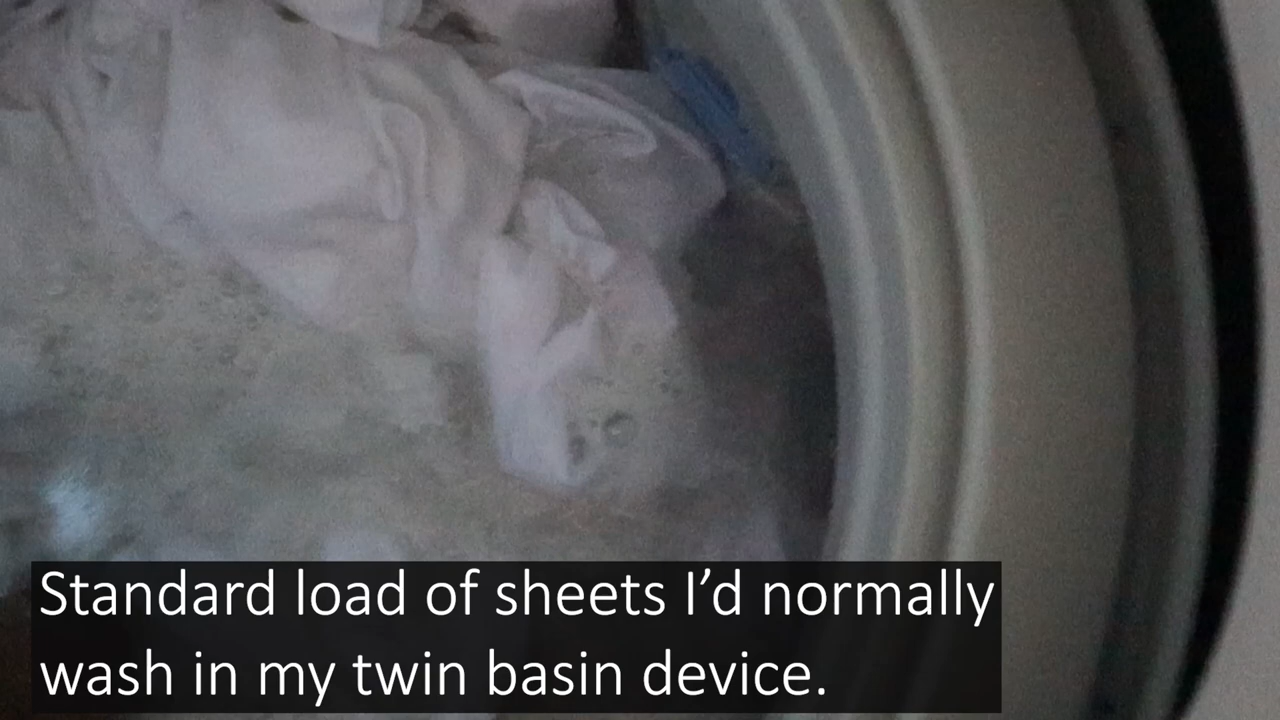 Standard load of sheets I’d normally
wash in my twin basin device.